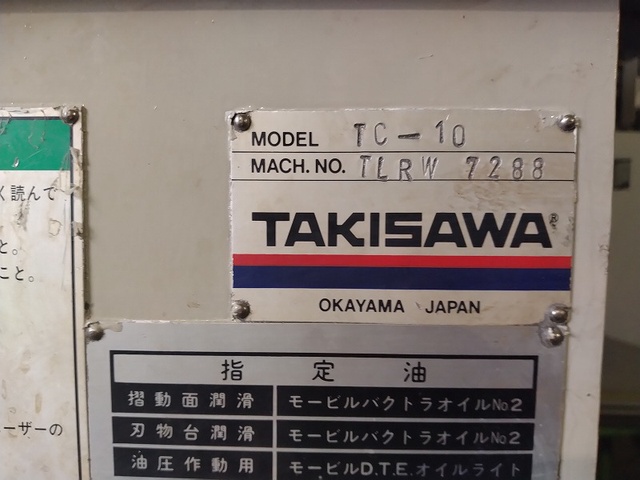 く読んで
と。
こと。
ーザーの
MODEL TC-10
MACH. NO. TLRW 7288
TAKISAWA®
OKAYAMA JAPAN
指定油
摺動面潤滑 モービルバクトラオイルNo2
刃物台潤滑 モービルバクトラオイルNo2
油圧作動用 モービルD.T.E.オイルライト